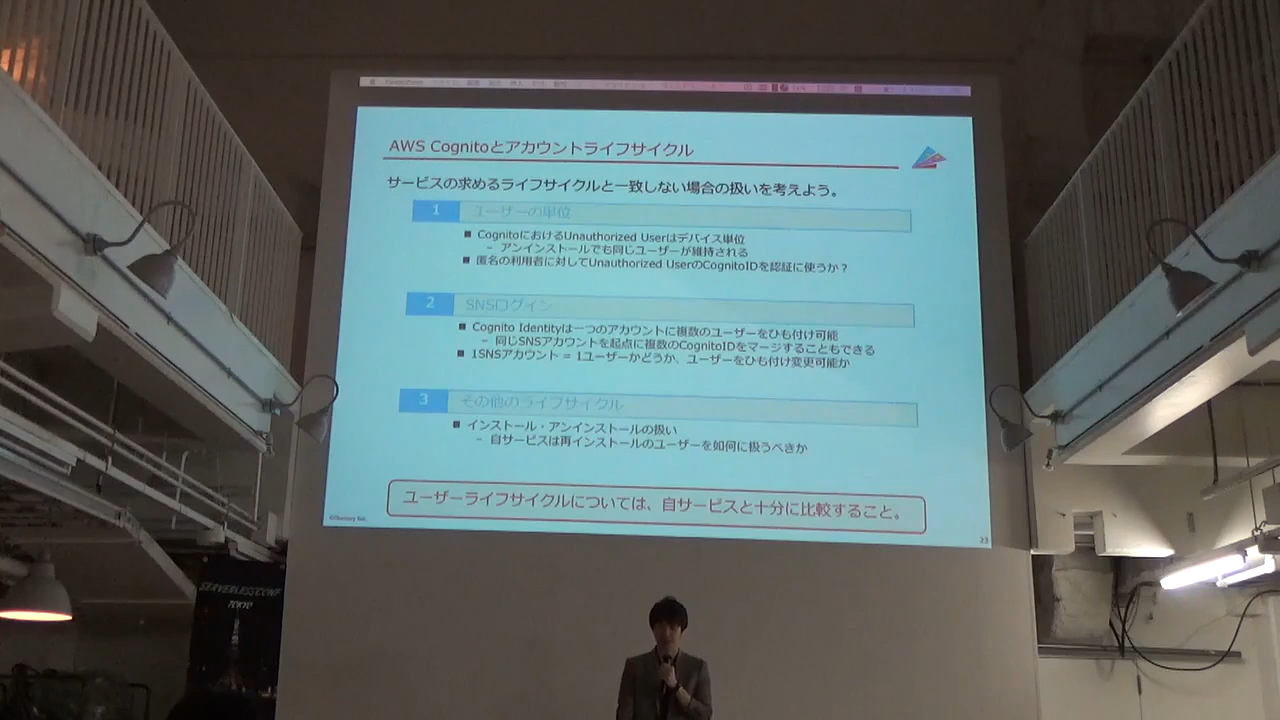 AWS Cognitoとアカウントライフサイクル
サービスの求めるライフサイクルと一致しない場合の扱いを考えよう。
1 ユーザーの単位
■ CognitoにおけるUnauthorized Userはデバイス単位
– アンインストールでも同じユーザーが維持される
■ 匿名の利用者に対してUnauthorized UserのCognitoIDを認証に使うか？
2 SNSログイン
■ Cognito Identityは一つのアカウントに複数のユーザーをひも付け可能
– 同じSNSアカウントを起点に複数のCognitoIDをマージすることもできる
■ 1SNSアカウント = 1ユーザーかどうか、ユーザーをひも付け変更可能か
3 その他のライフサイクル
■ インストール・アンインストールの扱い
– 自サービスは再インストールのユーザーを如何に扱うべきか
ユーザーライフサイクルについては、自サービスと十分に比較すること。
23
SERVERLESSCONF
TOKYO